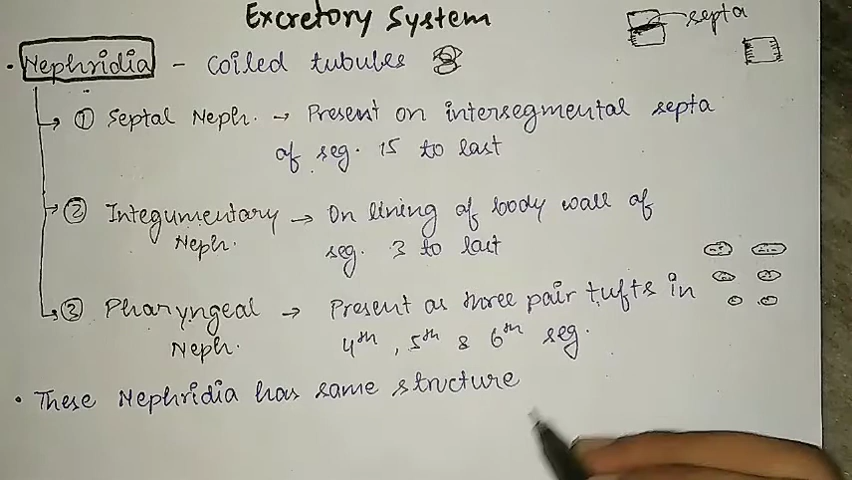 Excretory System
septa
• Nephridia - Coiled tubules
→ ① Septal Neph. → Present on intersegmental septa
of seg. 15 to last
→ ② Integumentary → On lining of body wall of
Neph. seg. 3 to last
→ ③ Pharyngeal → Present as three pair tufts in
Neph. 4th, 5th & 6th seg.
• These Nephridia has same structure